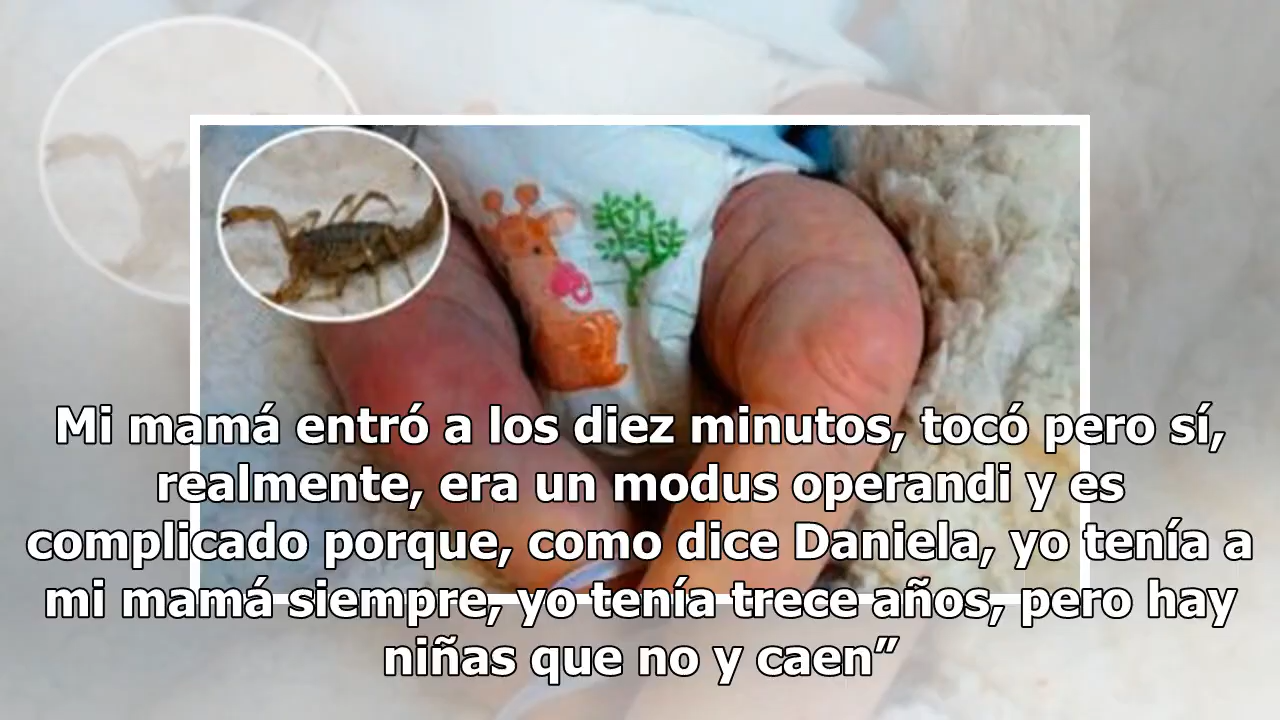 Mi mamá entró a los diez minutos, tocó pero sí,
realmente, era un modus operandi y es
complicado porque, como dice Daniela, yo tenía a
mi mamá siempre, yo tenía trece años, pero hay
niñas que no y caen”